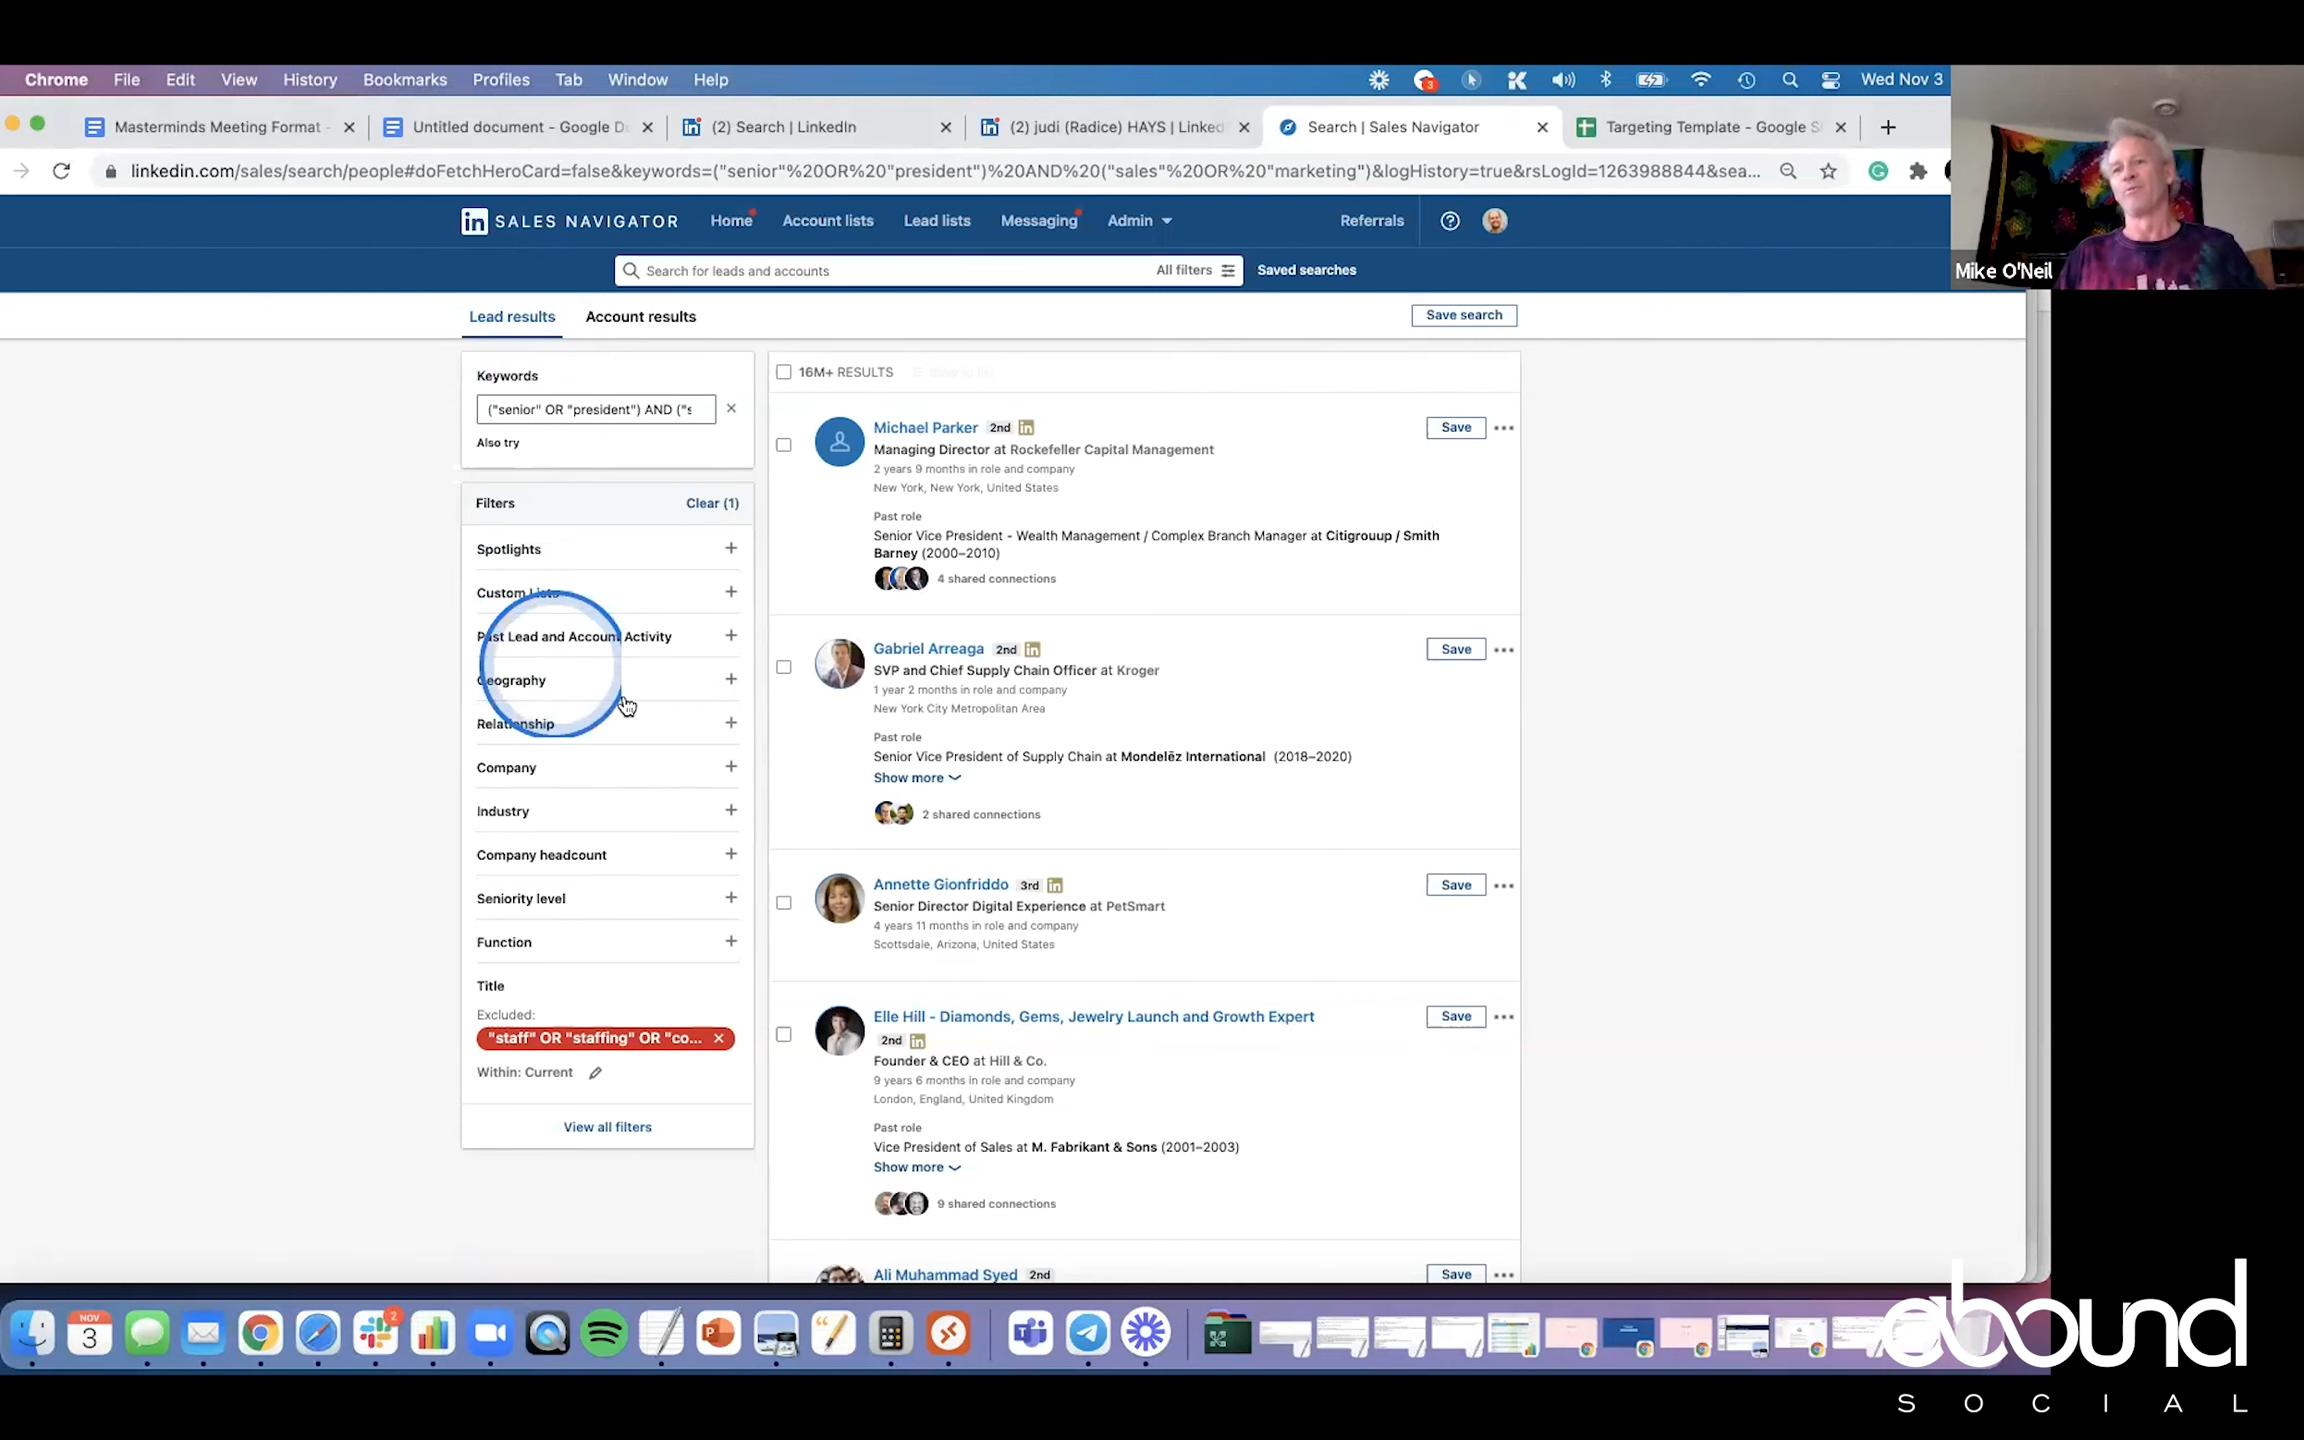 Chrome File Edit View History Bookmarks Profiles Tab Window Help
3
Wed Nov 3
Masterminds Meeting Format -
Untitled document - Google D
(2) Search | LinkedIn
(2) judi (Radice) HAYS | Linked
Search | Sales Navigator
Targeting Template - Google S
linkedin.com/sales/search/people#doFetchHeroCard=false&keywords=("senior"%20OR%20"president")%20AND%20("sales"%20OR%20"marketing")&logHistory=true&rsLogId=1263988844&sea...
Mike O'Neil
in SALES NAVIGATOR
Home
Account lists
Lead lists
Messaging
Admin
Referrals
Search for leads and accounts
All filters
Saved searches
Lead results
Account results
Save search
Keywords
("senior" OR "president") AND ("s
Also try
Filters
Clear (1)
Spotlights
Custom Lists
Past Lead and Account Activity
Geography
Relationship
Company
Industry
Company headcount
Seniority level
Function
Title
Excluded:
"staff" OR "staffing" OR "co...
Within: Current
View all filters
16M+ RESULTS
Michael Parker 2nd in
Save
Managing Director at Rockefeller Capital Management
2 years 9 months in role and company
New York, New York, United States
Past role
Senior Vice President - Wealth Management / Complex Branch Manager at Citigrouup / Smith
Barney (2000–2010)
4 shared connections
Gabriel Arreaga 2nd in
Save
SVP and Chief Supply Chain Officer at Kroger
1 year 2 months in role and company
New York City Metropolitan Area
Past role
Senior Vice President of Supply Chain at Mondelēz International (2018–2020)
Show more
2 shared connections
Annette Gionfriddo 3rd in
Save
Senior Director Digital Experience at PetSmart
4 years 11 months in role and company
Scottsdale, Arizona, United States
Elle Hill - Diamonds, Gems, Jewelry Launch and Growth Expert
Save
2nd in
Founder & CEO at Hill & Co.
9 years 6 months in role and company
London, England, United Kingdom
Past role
Vice President of Sales at M. Fabrikant & Sons (2001–2003)
Show more
9 shared connections
Ali Muhammad Syed 2nd
Save
NOV
3
2
abound
SOCIAL